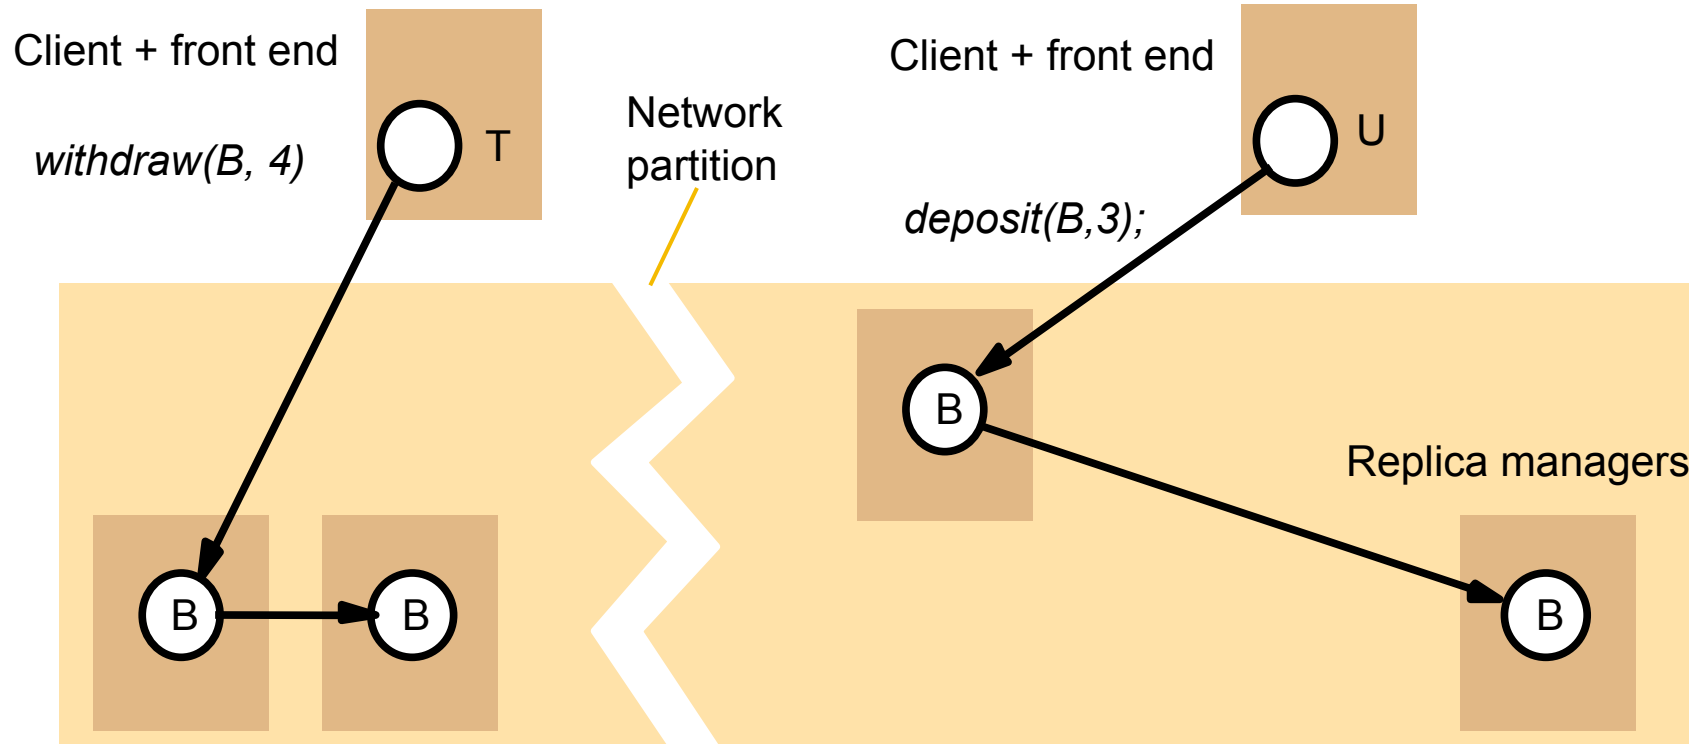 Client + front end
T
withdraw(B, 4)
Network
partition
Client + front end
U
deposit(B,3);
B
Replica managers
B
B
B